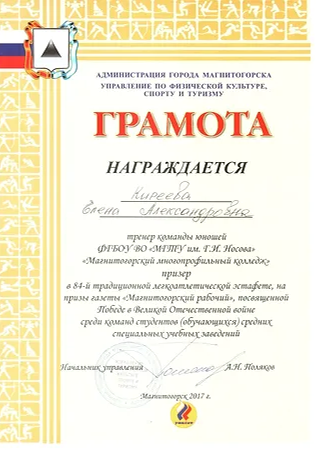 АДМИНИСТРАЦИЯ ГОРОДА МАГНИТОГОРСКА
УПРАВЛЕНИЕ ПО ФИЗИЧЕСКОЙ КУЛЬТУРЕ,
СПОРТУ И ТУРИЗМУ
ГРАМОТА
НАГРАЖДАЕТСЯ
Киреева
Елена Александровна
тренер команды юношей
ФГБОУ ВО «МГТУ им. Г.И. Носова»
«Магнитогорский многопрофильный колледж»
призер
в 84-й традиционной легкоатлетической эстафете, на
призы газеты «Магнитогорский рабочий», посвященной
Победе в Великой Отечественной войне
среди команд студентов (обучающихся) средних
специальных учебных заведений
Начальник управления А.Н. Поляков
Магнитогорск 2017 г.